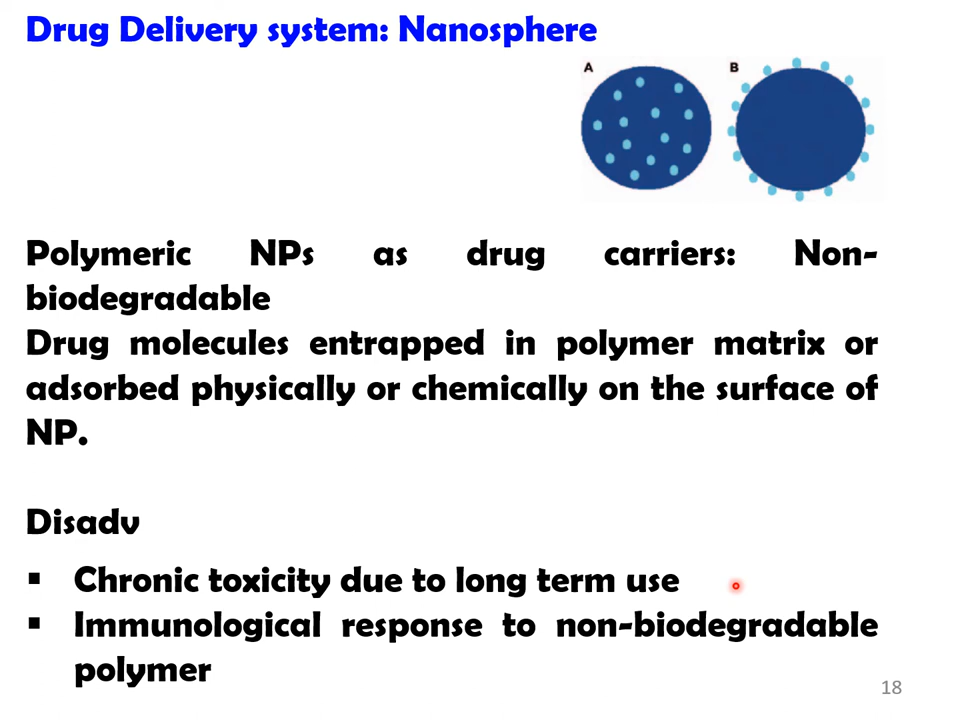 Drug Delivery system: Nanosphere
A B
Polymeric NPs as drug carriers: Non-
biodegradable
Drug molecules entrapped in polymer matrix or
adsorbed physically or chemically on the surface of
NP.
Disadv
▪ Chronic toxicity due to long term use
▪ Immunological response to non-biodegradable
polymer
18